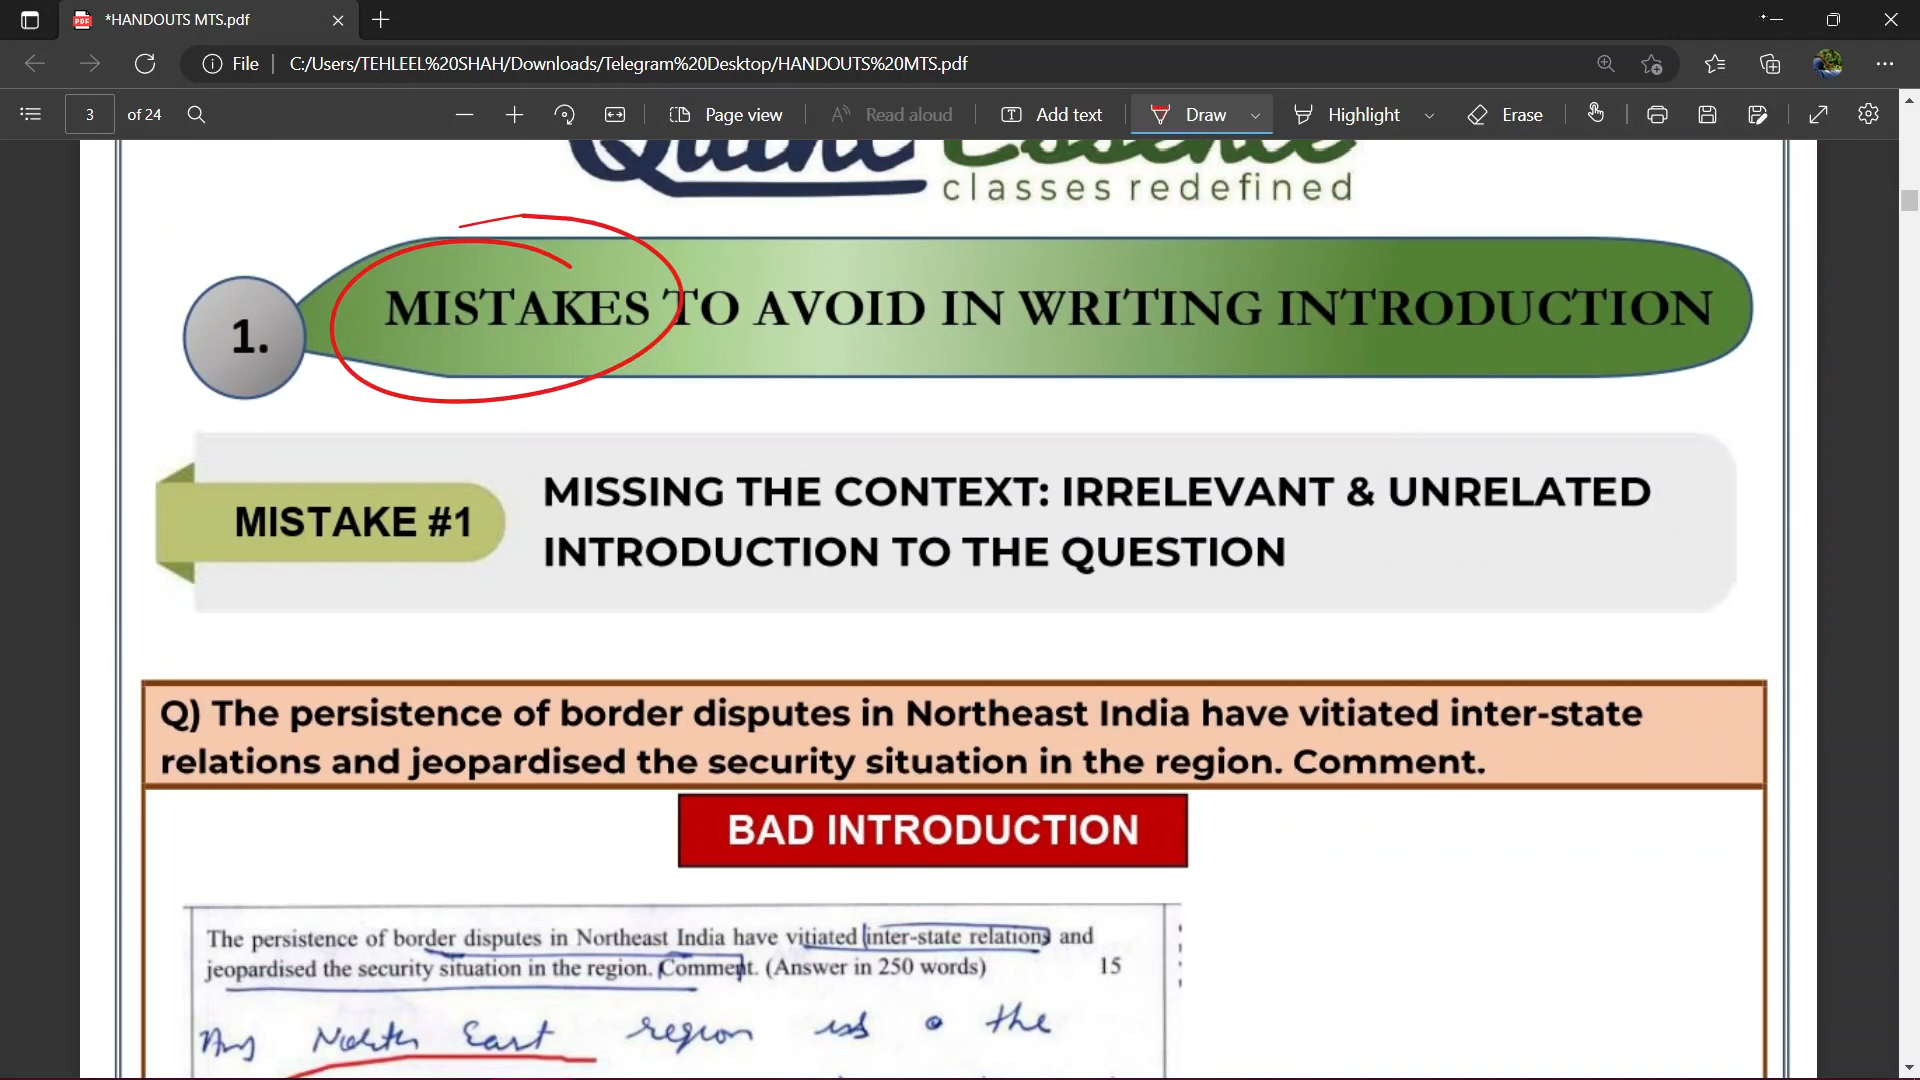 *HANDOUTS MTS.pdf
File
C:/Users/TEHLEEL%20SHAH/Downloads/Telegram%20Desktop/HANDOUTS%20MTS.pdf
3 of 24
Page view
Read aloud
Add text
Draw
Highlight
Erase
Quint Essence
classes redefined
1.
MISTAKES TO AVOID IN WRITING INTRODUCTION
MISTAKE #1
MISSING THE CONTEXT: IRRELEVANT & UNRELATED
INTRODUCTION TO THE QUESTION
Q) The persistence of border disputes in Northeast India have vitiated inter-state
relations and jeopardised the security situation in the region. Comment.
BAD INTRODUCTION
The persistence of border disputes in Northeast India have vitiated inter-state relations and
jeopardised the security situation in the region. Comment. (Answer in 250 words) 15
Ans North East region is the